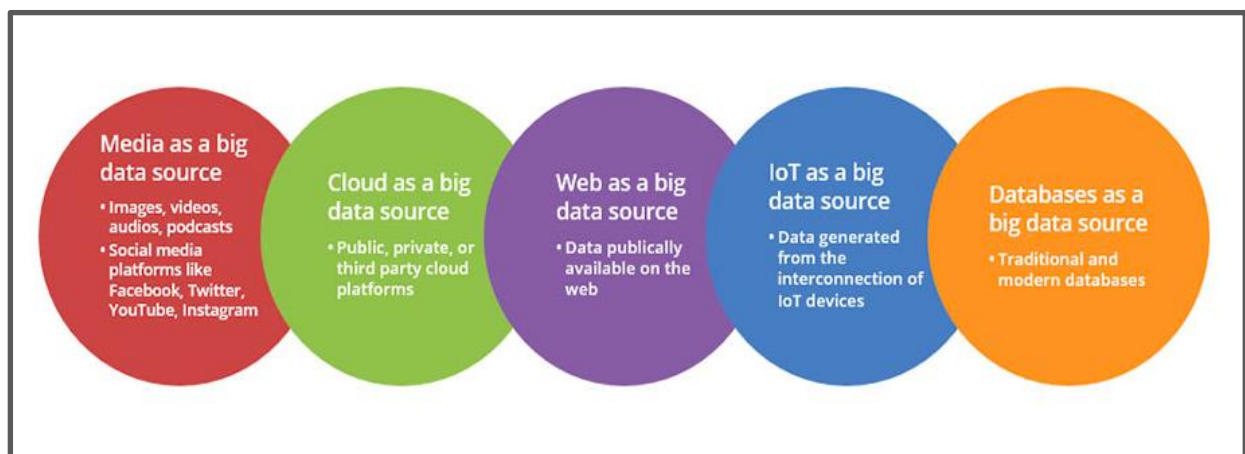 Media as a big
data source
• Images, videos,
audios, podcasts
• Social media
platforms like
Facebook, Twitter,
YouTube, Instagram
Cloud as a big
data source
• Public, private, or
third party cloud
platforms
Web as a big
data source
• Data publically
available on the
web
IoT as a big
data source
• Data generated
from the
interconnection of
IoT devices
Databases as a
big data source
• Traditional and
modern databases